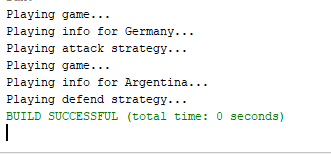 Playing game...
Playing info for Germany...
Playing attack strategy...
Playing game...
Playing info for Argentina...
Playing defend strategy...
BUILD SUCCESSFUL (total time: 0 seconds)